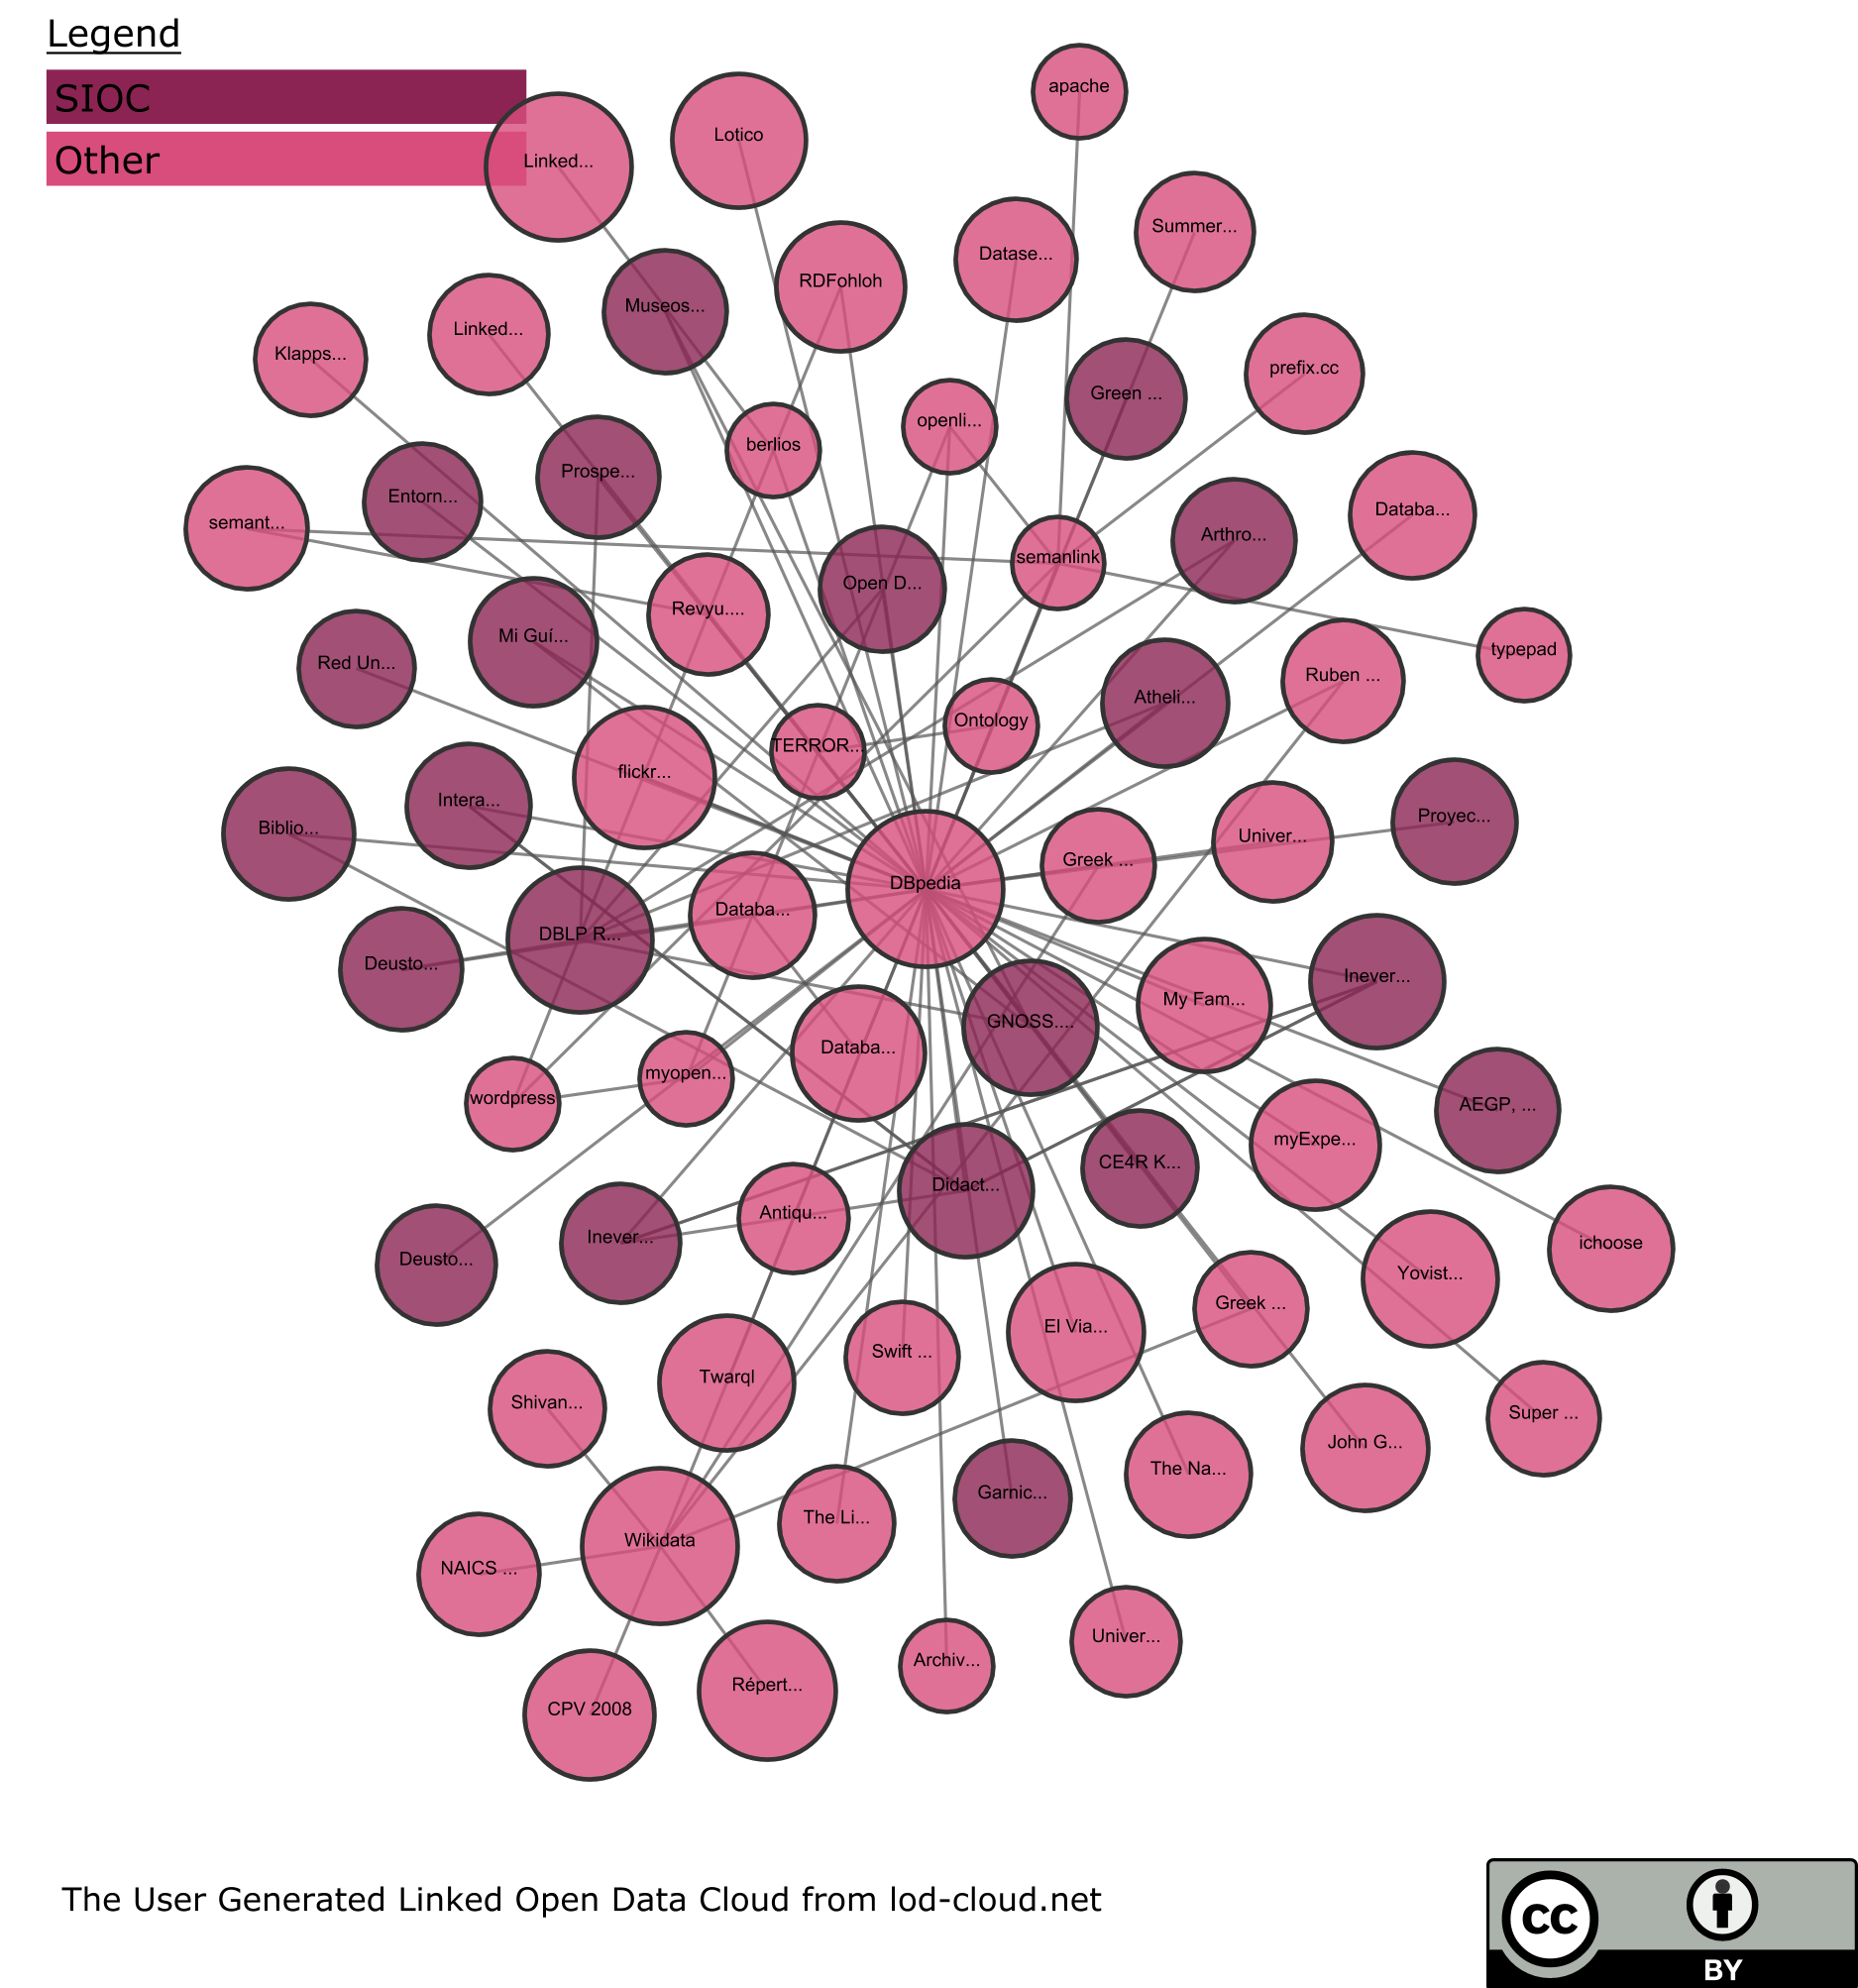 Legend
SIOC
Other
apache
Lotico
Linked...
Summer...
Datase...
RDFohloh
Museos...
Linked...
Klapps...
prefix.cc
Green ...
openli...
berlios
Prospe...
Entorn...
Databa...
semant...
Arthro...
semanlink
Open D...
Revyu....
Mi Guí...
typepad
Red Un...
Ruben ...
Atheli...
Ontology
TERROR...
flickr...
Intera...
Proyec...
Biblio...
Univer...
Greek ...
DBpedia
Databa...
DBLP R...
Deusto...
Inever...
My Fam...
GNOSS....
Databa...
myopen...
wordpress
AEGP, ...
myExpe...
CE4R K...
Didact...
Antiqu...
Inever...
Deusto...
ichoose
Yovist...
Greek ...
El Via...
Swift ...
Twarql
Shivan...
Super ...
John G...
The Na...
Garnic...
The Li...
Wikidata
NAICS ...
Univer...
Archiv...
Répert...
CPV 2008
The User Generated Linked Open Data Cloud from lod-cloud.net
cc
BY